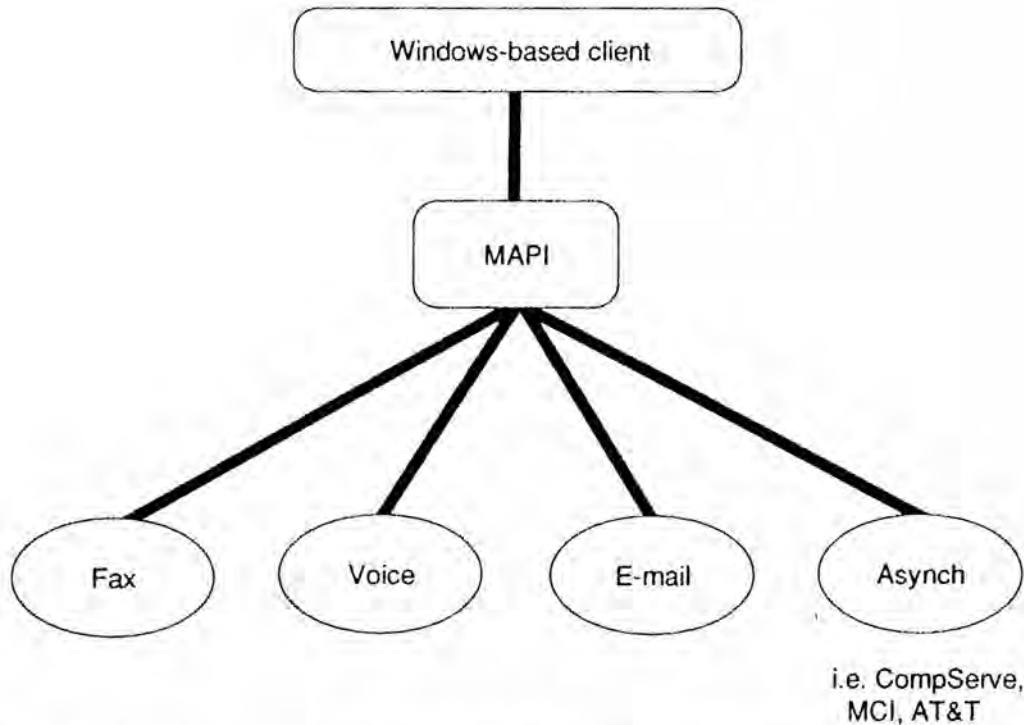 Windows-based client
MAPI
Fax
Voice
E-mail
Asynch
i.e. CompServe,
MCI, AT&T